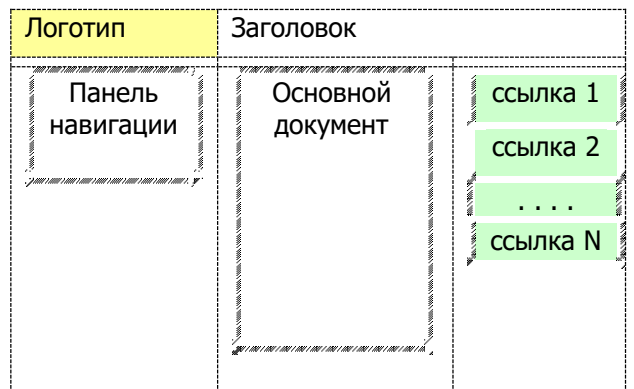 Логотип
Заголовок
Панель
навигации
Основной
документ
ссылка 1
ссылка 2
. . . .
ссылка N